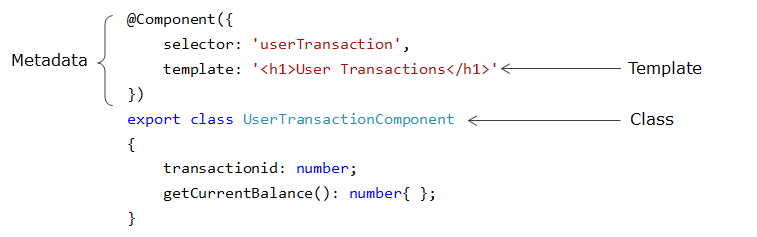 @Component({
selector: 'userTransaction',
Metadata template: '<h1>User Transactions</h1>' Template
})
export class UserTransactionComponent Class
{
transactionid: number;
getCurrentBalance(): number{ };
}